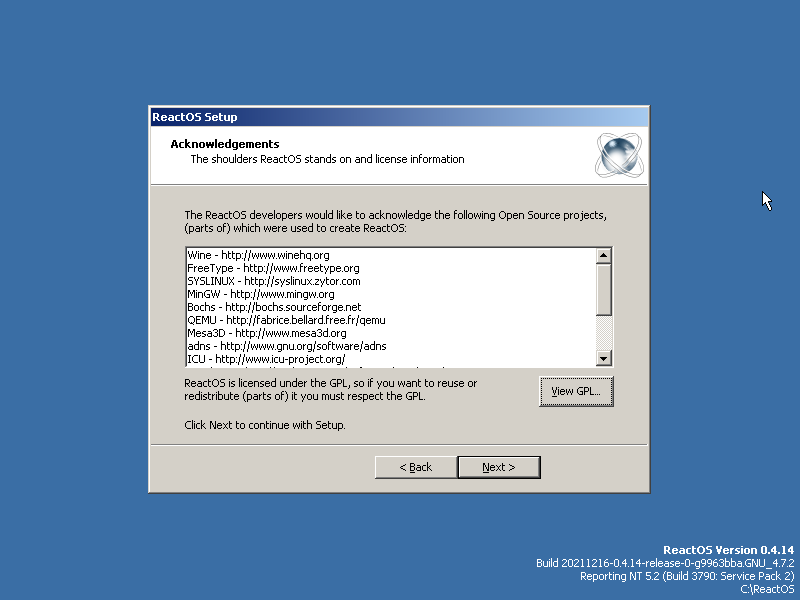 ReactOS Setup
Acknowledgements
The shoulders ReactOS stands on and license information
The ReactOS developers would like to acknowledge the following Open Source projects,
(parts of) which were used to create ReactOS:
Wine - http://www.winehq.org
FreeType - http://www.freetype.org
SYSLINUX - http://syslinux.zytor.com
MinGW - http://www.mingw.org
Bochs - http://bochs.sourceforge.net
QEMU - http://fabrice.bellard.free.fr/qemu
Mesa3D - http://www.mesa3d.org
adns - http://www.gnu.org/software/adns
ICU - http://www.icu-project.org/
ReactOS is licensed under the GPL, so if you want to reuse or
redistribute (parts of) it you must respect the GPL.
View GPL...
Click Next to continue with Setup.
< Back
Next >
ReactOS Version 0.4.14
Build 20211216-0.4.14-release-0-g9963bba.GNU_4.7.2
Reporting NT 5.2 (Build 3790: Service Pack 2)
C:\ReactOS